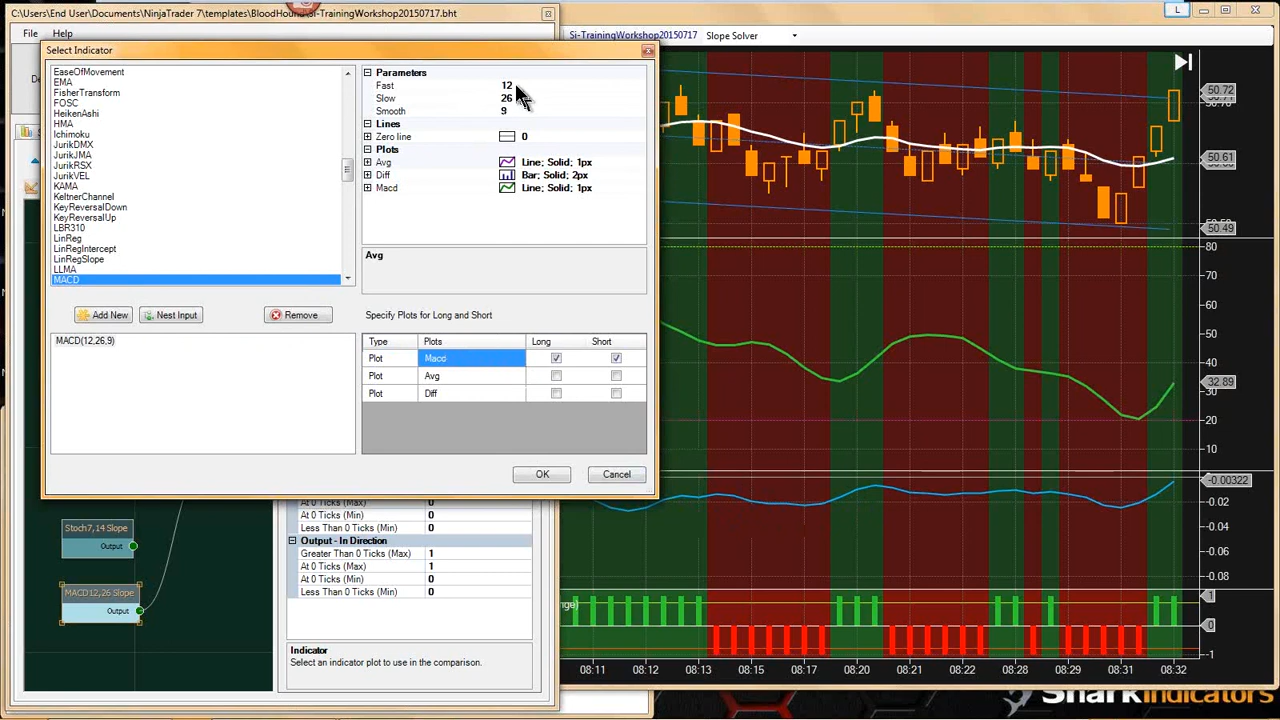 C:\Users\End User\Documents\NinjaTrader 7\templates\BloodHound\Si-TrainingWorkshop20150717.bht
File Help
L
Si-TrainingWorkshop20150717 Slope Solver
Select Indicator
EaseOfMovement
EMA
FisherTransform
FOSC
HeikenAshi
HMA
Ichimoku
JurikDMX
JurikJMA
JurikRSX
JurikVEL
KAMA
KeltnerChannel
KeyReversalDown
KeyReversalUp
LBR310
LinReg
LinRegIntercept
LinRegSlope
LLMA
MACD
Parameters
Fast 12
Slow 26
Smooth 9
Lines
Zero line 0
Plots
Avg Line; Solid; 1px
Diff Bar; Solid; 2px
Macd Line; Solid; 1px
Avg
Add New Nest Input Remove
Specify Plots for Long and Short
MACD(12,26,9)
Type Plots Long Short
Plot Macd
Plot Avg
Plot Diff
OK Cancel
At 0 Ticks (Max) 0
At 0 Ticks (Min) 0
Less Than 0 Ticks (Min) 0
Output - In Direction
Greater Than 0 Ticks (Max) 1
At 0 Ticks (Max) 1
At 0 Ticks (Min) 0
Less Than 0 Ticks (Min) 0
Indicator
Select an indicator plot to use in the comparison.
Stoch7,14 Slope
Output
MACD12,26 Slope
Output
50.72
50.61
50.49
80
70
60
50
40
32.89
30
20
10
-0.00322
-0.02
-0.04
-0.06
-0.08
1
0
-1
08:11 08:12 08:13 08:15 08:17 08:18 08:20 08:21 08:22 08:28 08:29 08:31 08:32
SharkIndicators